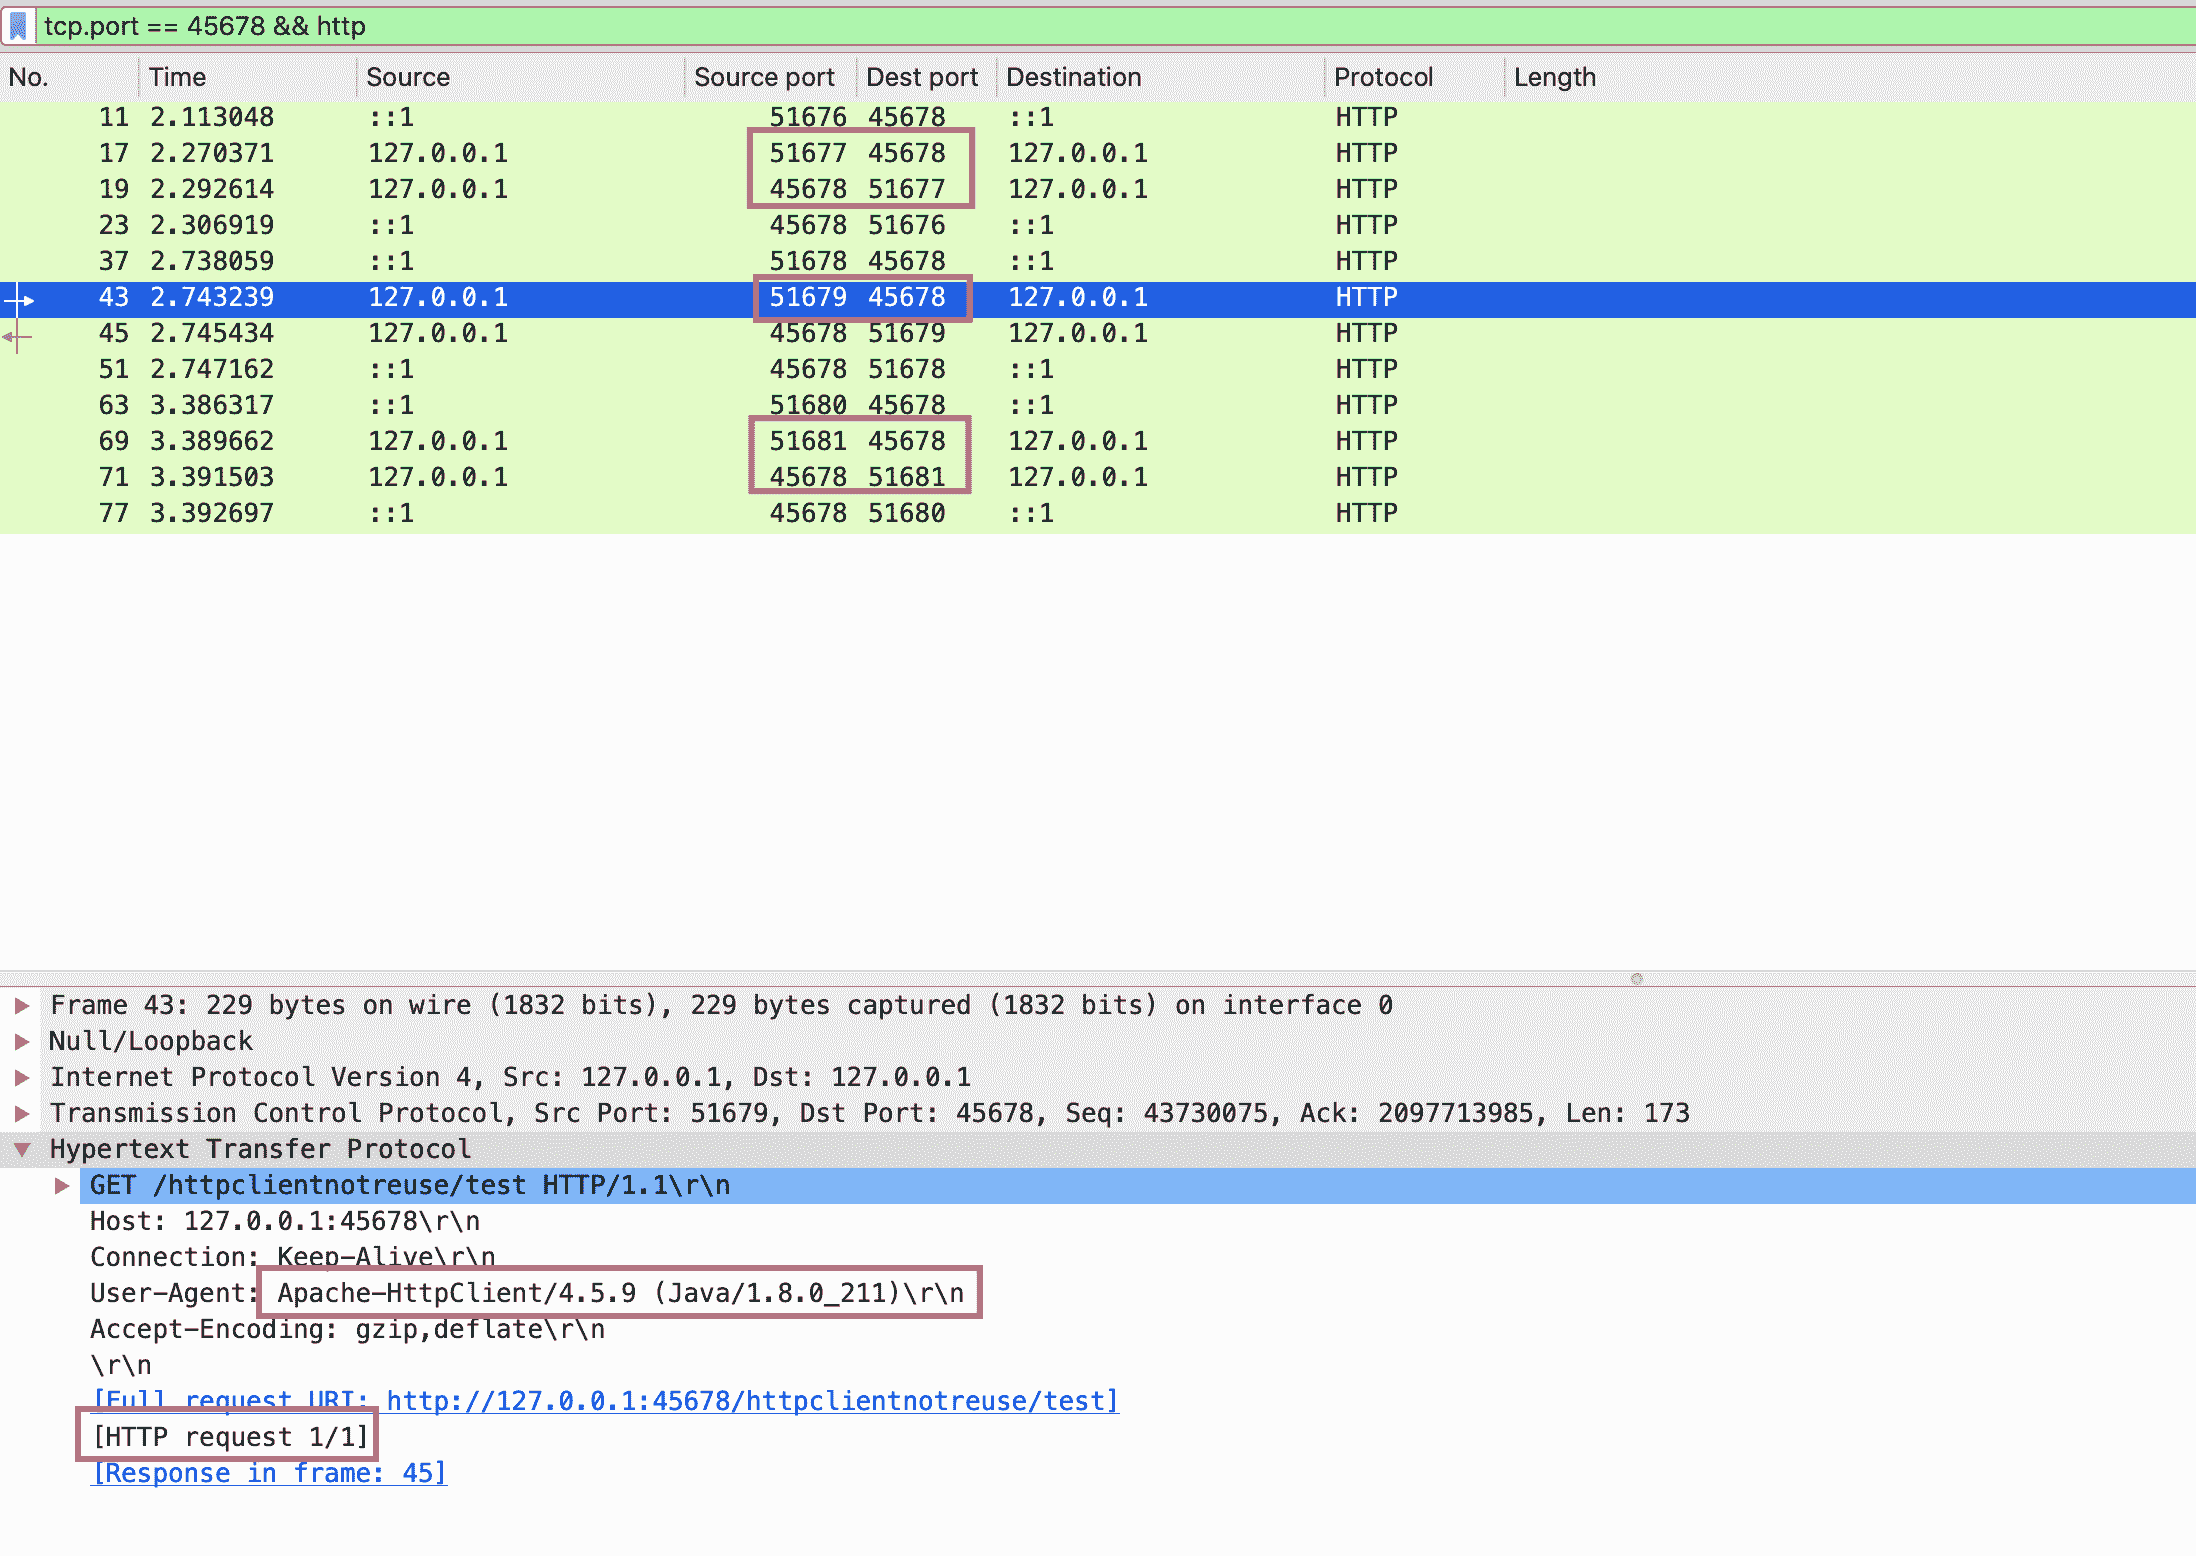 tcp.port == 45678 && http
No. Time Source Source port Dest port Destination Protocol Length
11 2.113048 ::1 51676 45678 ::1 HTTP
17 2.270371 127.0.0.1 51677 45678 127.0.0.1 HTTP
19 2.292614 127.0.0.1 45678 51677 127.0.0.1 HTTP
23 2.306919 ::1 45678 51676 ::1 HTTP
37 2.738059 ::1 51678 45678 ::1 HTTP
43 2.743239 127.0.0.1 51679 45678 127.0.0.1 HTTP
45 2.745434 127.0.0.1 45678 51679 127.0.0.1 HTTP
51 2.747162 ::1 45678 51678 ::1 HTTP
63 3.386317 ::1 51680 45678 ::1 HTTP
69 3.389662 127.0.0.1 51681 45678 127.0.0.1 HTTP
71 3.391503 127.0.0.1 45678 51681 127.0.0.1 HTTP
77 3.392697 ::1 45678 51680 ::1 HTTP
Frame 43: 229 bytes on wire (1832 bits), 229 bytes captured (1832 bits) on interface 0
Null/Loopback
Internet Protocol Version 4, Src: 127.0.0.1, Dst: 127.0.0.1
Transmission Control Protocol, Src Port: 51679, Dst Port: 45678, Seq: 43730075, Ack: 2097713985, Len: 173
Hypertext Transfer Protocol
GET /httpclientnotreuse/test HTTP/1.1\r\n
Host: 127.0.0.1:45678\r\n
Connection: Keep-Alive\r\n
User-Agent: Apache-HttpClient/4.5.9 (Java/1.8.0_211)\r\n
Accept-Encoding: gzip,deflate\r\n
\r\n
[Full request URI: http://127.0.0.1:45678/httpclientnotreuse/test]
[HTTP request 1/1]
[Response in frame: 45]